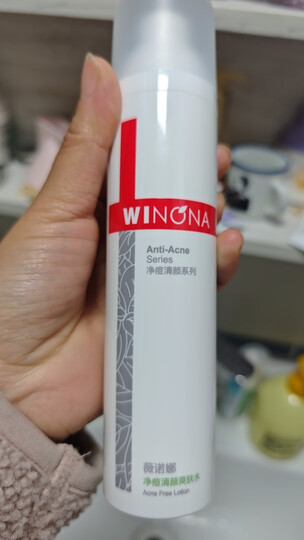 WINONA
Anti-Acne
Series
净痘清颜系列
薇诺娜
净痘清颜爽肤水
Acne Free Lotion